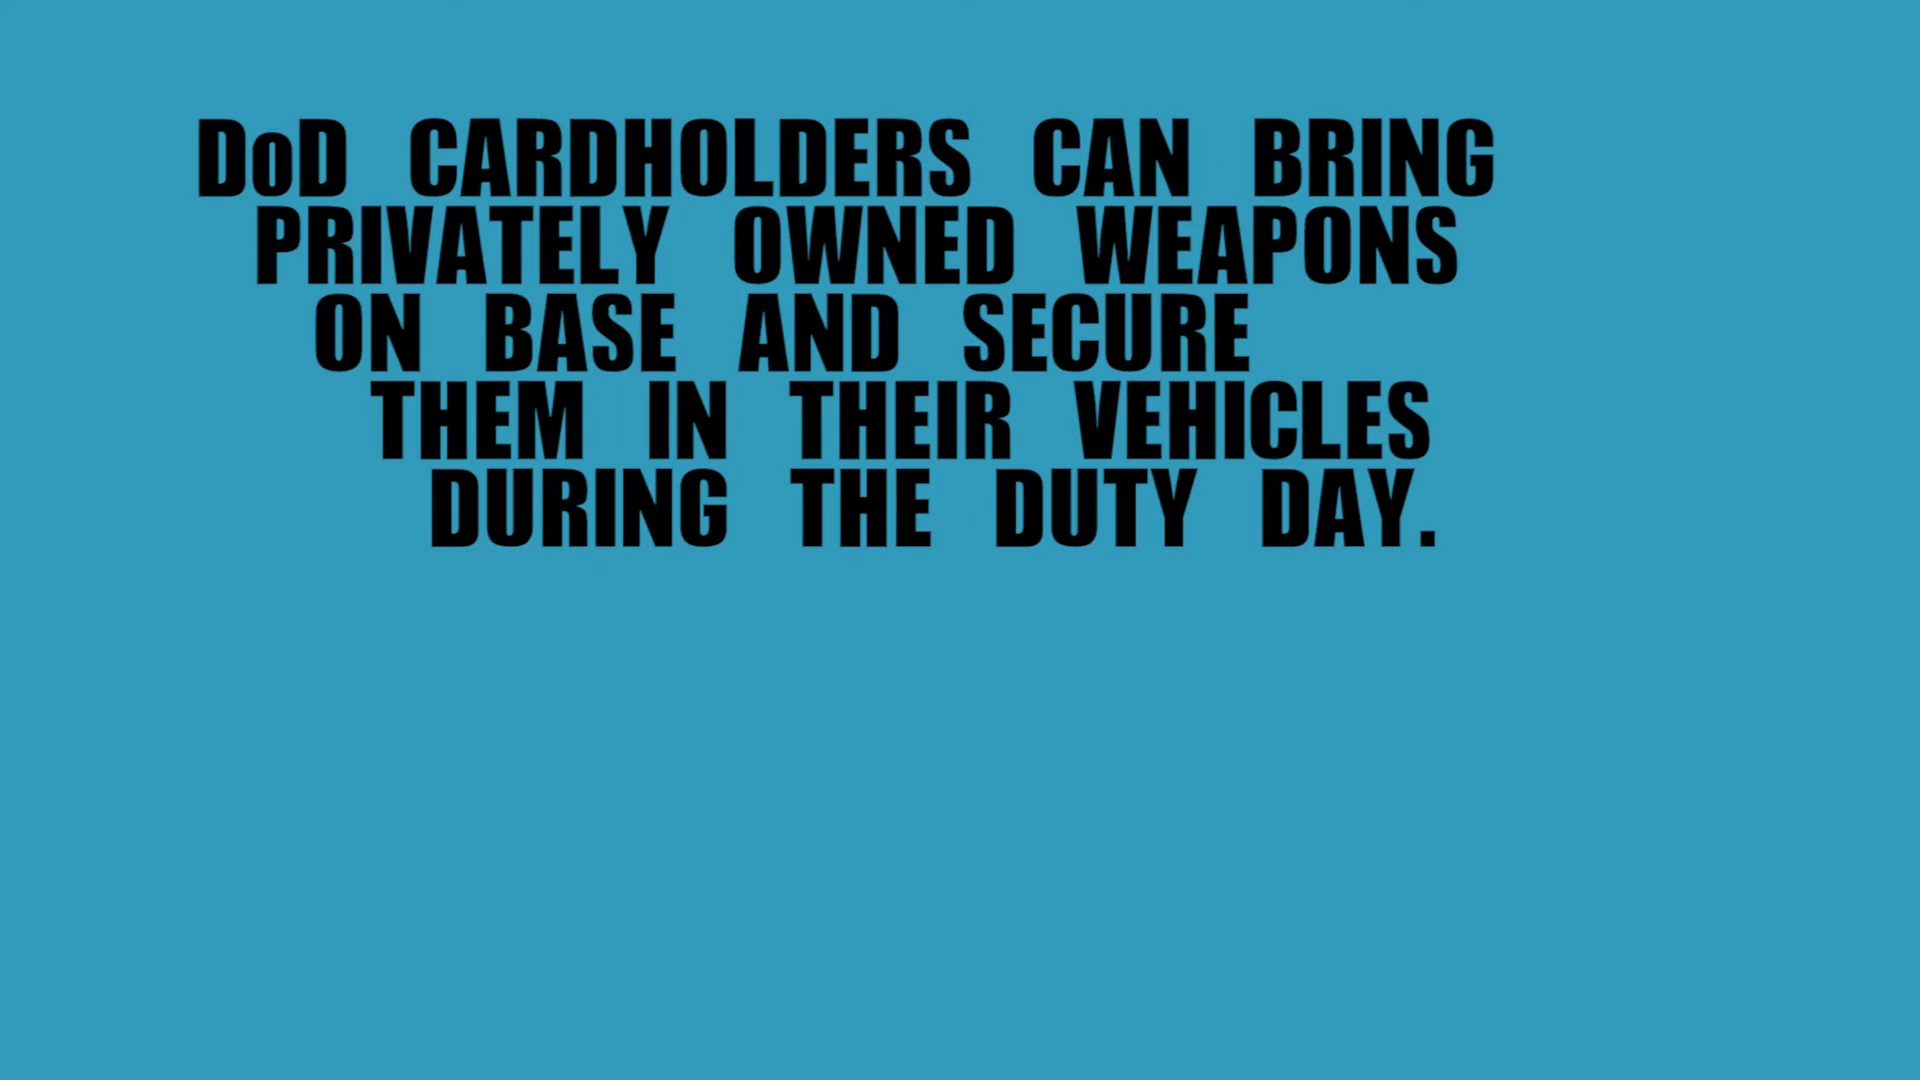 DoD CARDHOLDERS CAN BRING
PRIVATELY OWNED WEAPONS
ON BASE AND SECURE
THEM IN THEIR VEHICLES
DURING THE DUTY DAY.